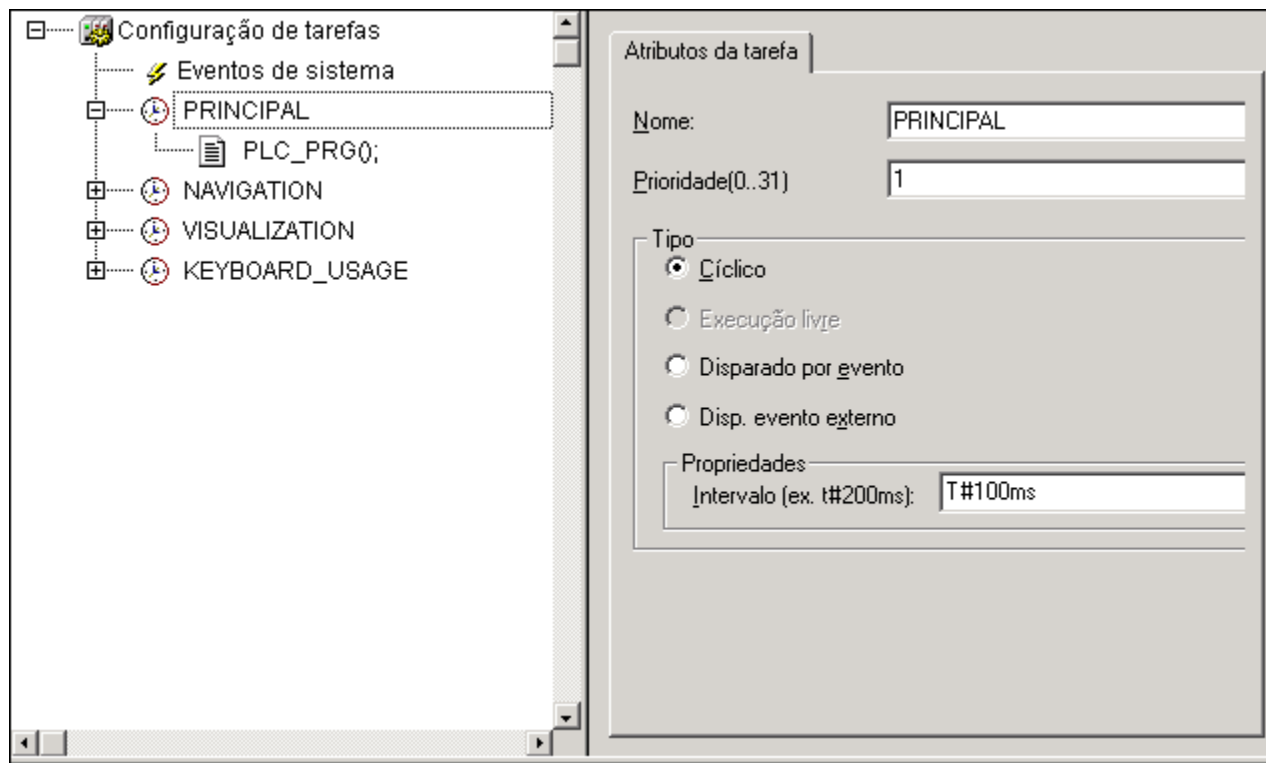 Configuração de tarefas
Eventos de sistema
PRINCIPAL
PLC_PRG();
NAVIGATION
VISUALIZATION
KEYBOARD_USAGE
Atributos da tarefa
Nome: PRINCIPAL
Prioridade(0..31) 1
Tipo
Cíclico
Execução livre
Disparado por evento
Disp. evento externo
Propriedades
Intervalo (ex. t#200ms): T#100ms